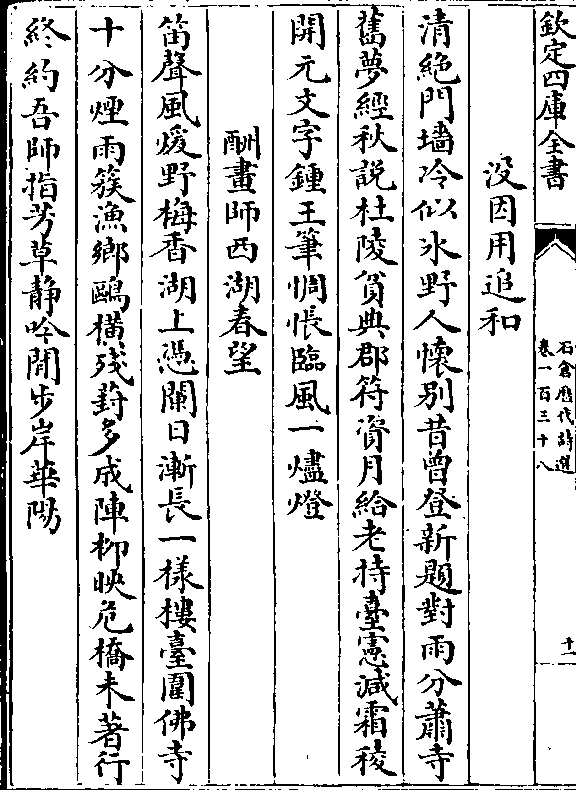 欽定四庫全書
石倉歷代詩選
卷一百三十八
十一
没因用追和
清絶門墻冷似氷野人懷别昔曾登新題對雨分蕭寺
舊夢經秋説杜陵貧典郡符資月給老持臺憲減霜稜
開元文字鍾王筆惆悵臨風一爐燈
酬畫師西湖春望
笛聲風煖野梅香湖上憑闌日漸長一様樓臺圍佛寺
十分煙雨簇漁鄉鷗横殘葑多成陣栁映危橋未著行
終約吾師指芳草静吟閒步岸華陽